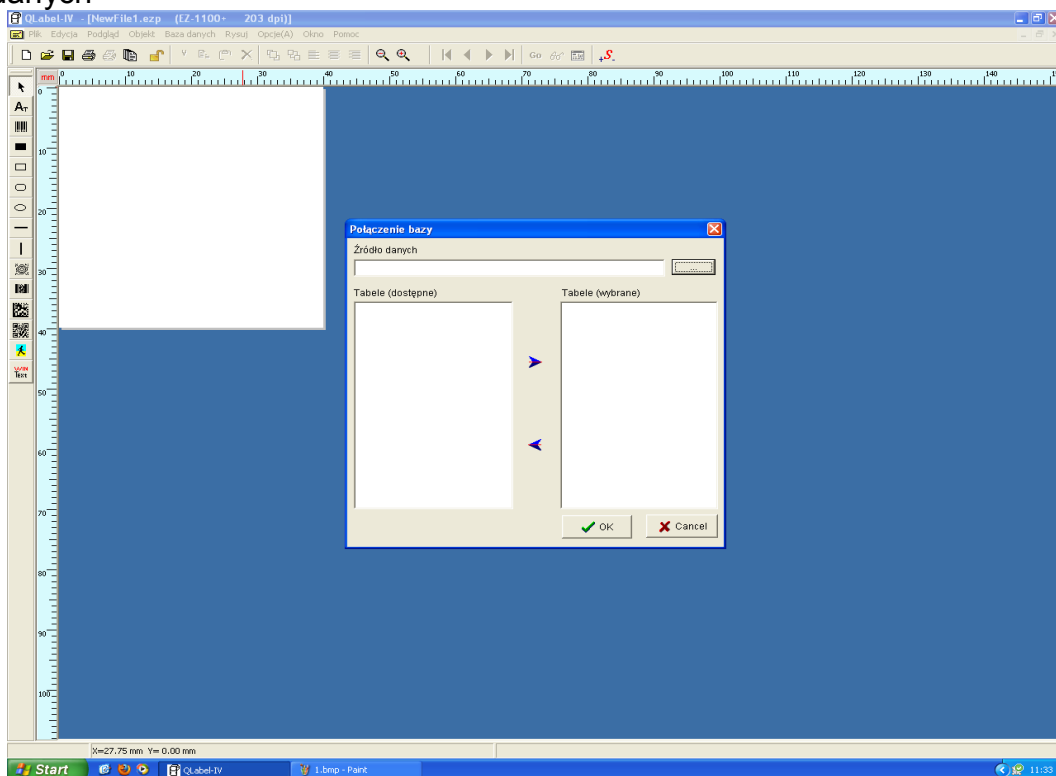 danych
QLabel-IV - [NewFile1.ezp (EZ-1100+ 203 dpi)]
Plik Edycja Podgląd Objekt Baza danych Rysuj Opcje(A) Okno Pomoc
Go
+S.
mm 0 10 20 30 40 50 60 70 80 90 100 110 120 130 140
0
10
20
30
40
50
60
70
80
90
100
AT
WIN
Text
Połączenie bazy
Źródło danych
...
Tabele (dostępne) Tabele (wybrane)
OK Cancel
X=27.75 mm Y= 0.00 mm
Start QLabel-IV 1.bmp - Paint 11:33